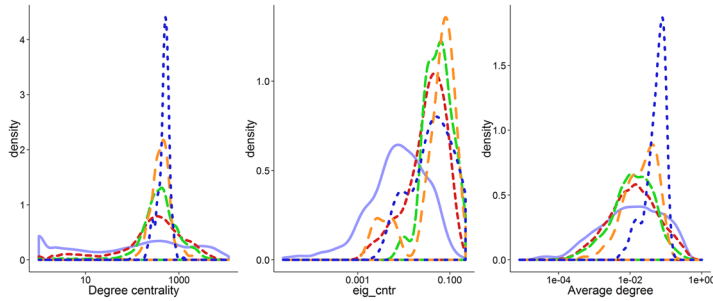 density
4
3
2
1
0
10
1000
Degree centrality
density
1.0
0.5
0.0
0.001
0.100
eig_cntr
density
1.5
1.0
0.5
0.0
1e-04
1e-02
1e+00
Average degree